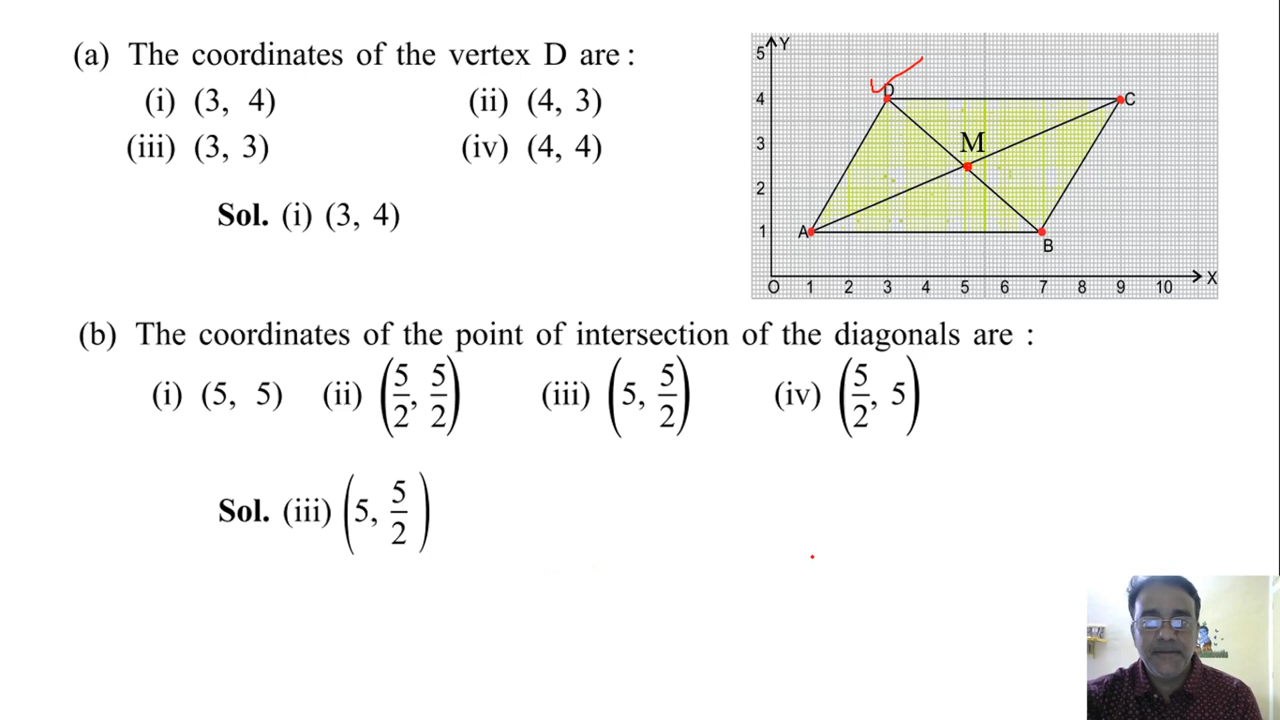 (a) The coordinates of the vertex D are :
(i) (3, 4) (ii) (4, 3)
(iii) (3, 3) (iv) (4, 4)
Sol. (i) (3, 4)
Y
5
4
3
2
1
D
C
M
A
B
O 1 2 3 4 5 6 7 8 9 10 X
(b) The coordinates of the point of intersection of the diagonals are :
(i) (5, 5) (ii) (5/2, 5/2) (iii) (5, 5/2) (iv) (5/2, 5)
Sol. (iii) (5, 5/2)